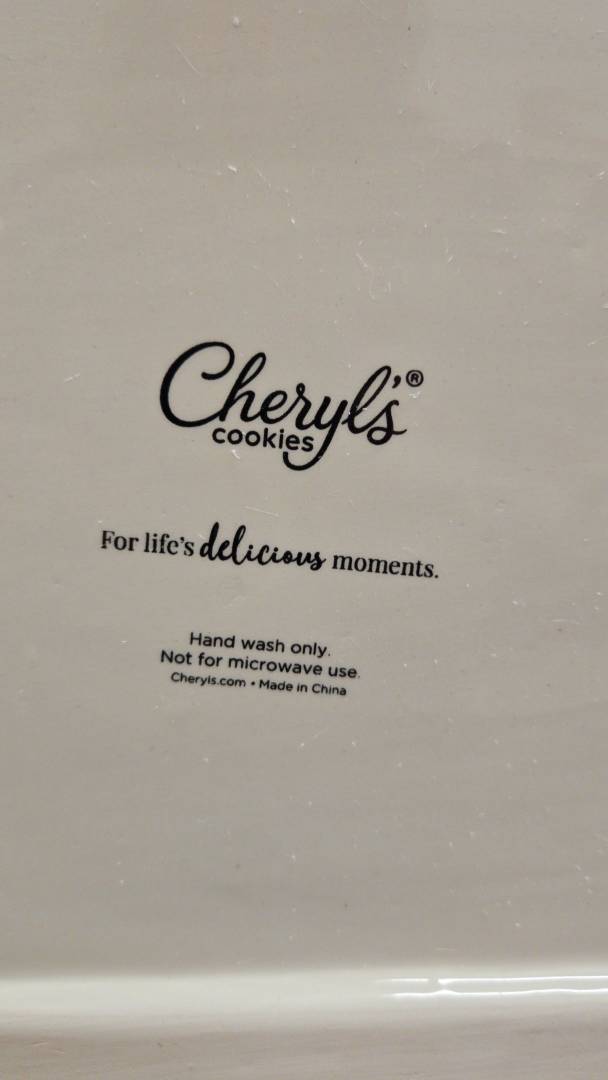 Cheryl's®
cookies
For life's delicious moments.
Hand wash only.
Not for microwave use.
Cheryls.com • Made in China